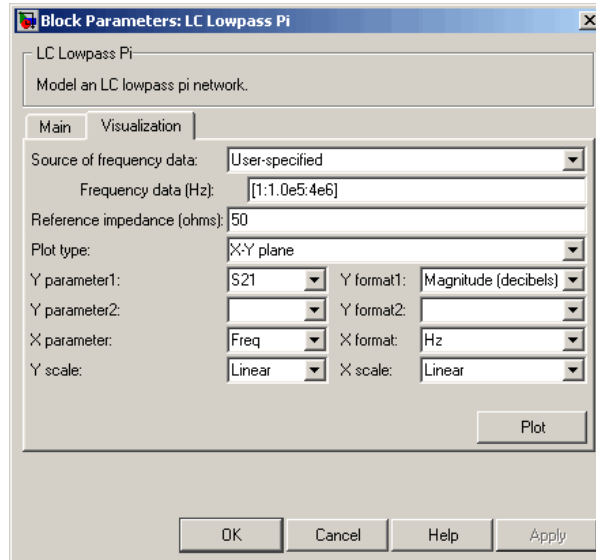 Block Parameters: LC Lowpass Pi
LC Lowpass Pi
Model an LC lowpass pi network.
Main Visualization
Source of frequency data: User-specified
Frequency data (Hz): [1:1.0e5:4e6]
Reference impedance (ohms): 50
Plot type: X-Y plane
Y parameter1: S21 Y format1: Magnitude (decibels)
Y parameter2: Y format2:
X parameter: Freq X format: Hz
Y scale: Linear X scale: Linear
Plot
OK Cancel Help Apply